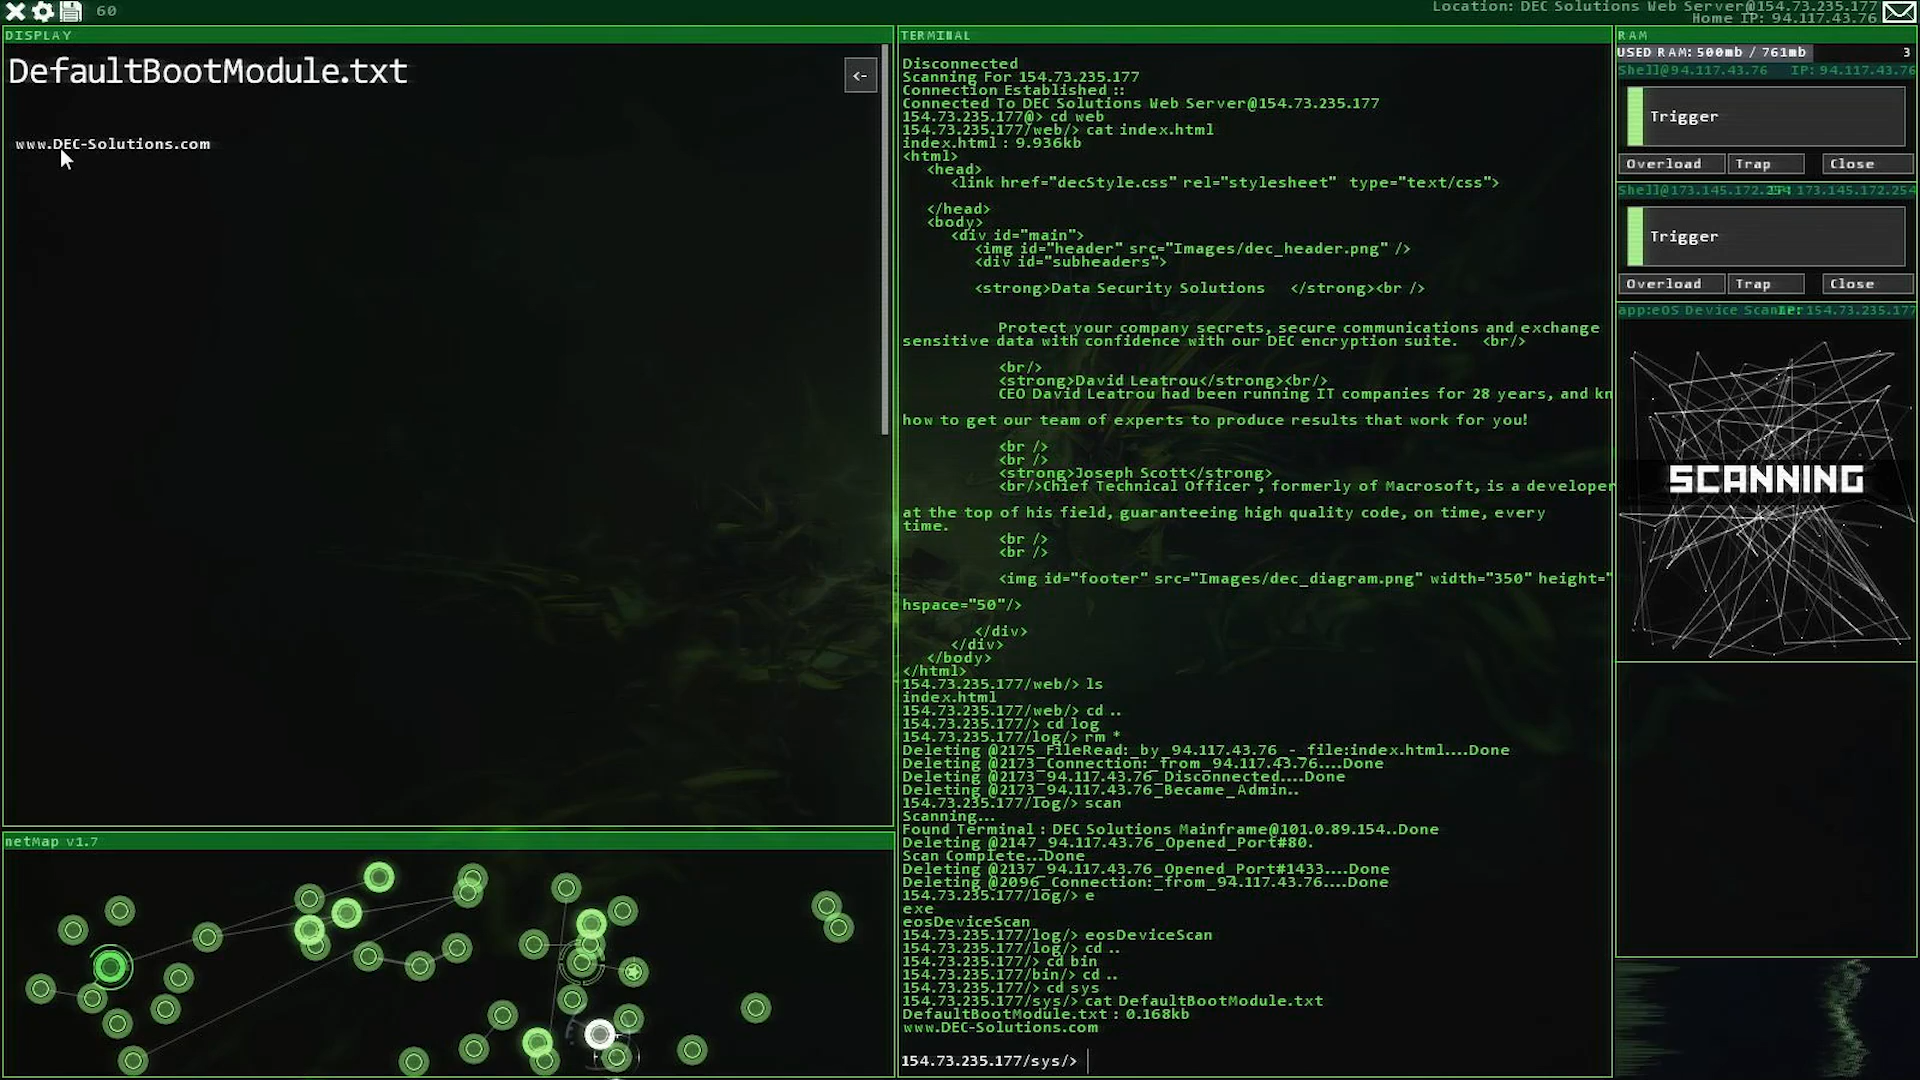 60
Location: DEC Solutions Web Server@154.73.235.177
Home IP: 94.117.43.76
DISPLAY
DefaultBootModule.txt
<-
www.DEC-Solutions.com
netMap v1.7
TERMINAL
Disconnected
Scanning For 154.73.235.177
Connection Established ::
Connected To DEC Solutions Web Server@154.73.235.177
154.73.235.177@> cd web
154.73.235.177/web/> cat index.html
index.html : 9.936kb
<html>
<head>
<link href="decStyle.css" rel="stylesheet" type="text/css">
</head>
<body>
<div id="main">
<img id="header" src="Images/dec_header.png" />
<div id="subheaders">
<strong>Data Security Solutions </strong><br />
Protect your company secrets, secure communications and exchange
sensitive data with confidence with our DEC encryption suite. <br/>
<br/>
<strong>David Leatrou</strong><br/>
CEO David Leatrou had been running IT companies for 28 years, and kn
how to get our team of experts to produce results that work for you!
<br />
<br />
<strong>Joseph Scott</strong>
<br/>Chief Technical Officer , formerly of Macrosoft, is a developer
at the top of his field, guaranteeing high quality code, on time, every
time.
<br />
<br />
<img id="footer" src="Images/dec_diagram.png" width="350" height="
hspace="50"/>
</div>
</div>
</body>
</html>
154.73.235.177/web/> ls
index.html
154.73.235.177/web/> cd ..
154.73.235.177/> cd log
154.73.235.177/log/> rm *
Deleting @2175_FileRead:_by_94.117.43.76_-_file:index.html....Done
Deleting @2173_Connection:_from_94.117.43.76....Done
Deleting @2173_94.117.43.76_Disconnected....Done
Deleting @2173_94.117.43.76_Became_Admin..
154.73.235.177/log/> scan
Scanning...
Found Terminal : DEC Solutions Mainframe@101.0.89.154..Done
Deleting @2147_94.117.43.76_Opened_Port#80.
Scan Complete...Done
Deleting @2137_94.117.43.76_Opened_Port#1433....Done
Deleting @2096_Connection:_from_94.117.43.76....Done
154.73.235.177/log/> e
exe
eosDeviceScan
154.73.235.177/log/> eosDeviceScan
154.73.235.177/log/> cd ..
154.73.235.177/> cd bin
154.73.235.177/bin/> cd ..
154.73.235.177/> cd sys
154.73.235.177/sys/> cat DefaultBootModule.txt
DefaultBootModule.txt : 0.168kb
www.DEC-Solutions.com
154.73.235.177/sys/>
RAM
USED RAM: 500mb / 761mb 3
Shell@94.117.43.76 IP: 94.117.43.76
Trigger
Overload Trap Close
Shell@173.145.172.254 IP: 173.145.172.254
Trigger
Overload Trap Close
app:eOS Device Scanner IP: 154.73.235.177
SCANNING